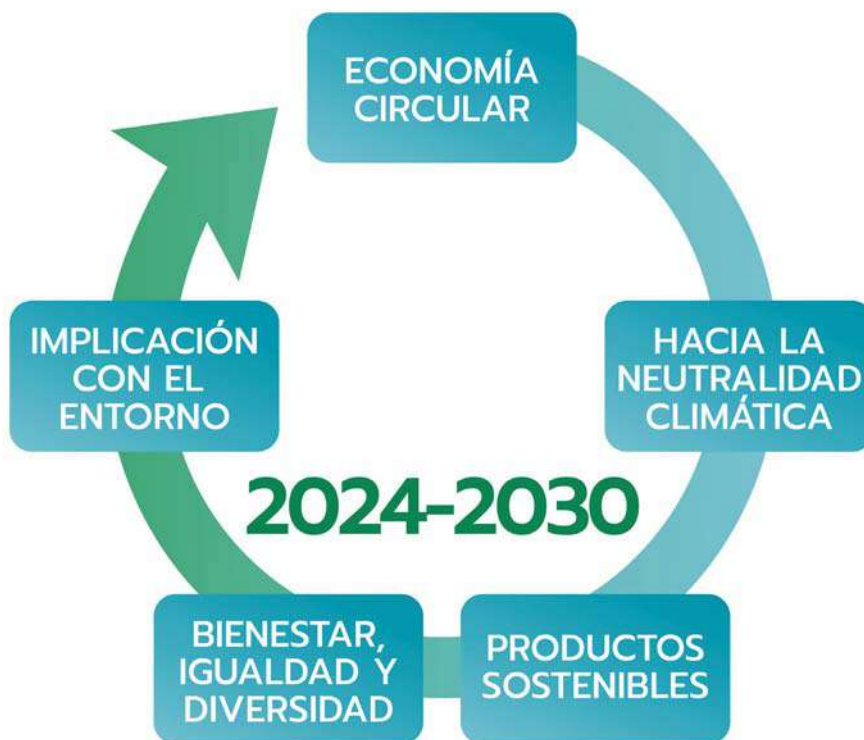 ECONOMÍA
CIRCULAR
HACIA LA
NEUTRALIDAD
CLIMÁTICA
PRODUCTOS
SOSTENIBLES
BIENESTAR,
IGUALDAD Y
DIVERSIDAD
IMPLICACIÓN
CON EL
ENTORNO
2024-2030